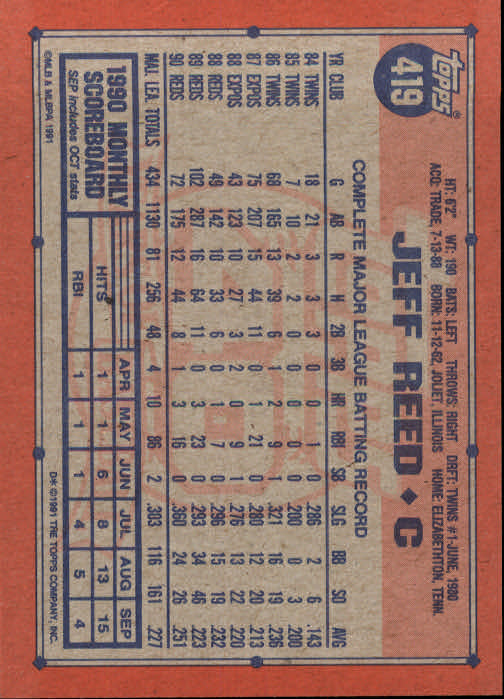 Topps®
419
HT: 6'2" WT: 190 BATS: LEFT THROWS: RIGHT DRFT: TWINS #1-JUNE, 1980
ACQ: TRADE, 7-13-88 BORN: 11-12-62, JOLIET, ILLINOIS HOME: ELIZABETHTON, TENN.
JEFF REED ♦ C
COMPLETE MAJOR LEAGUE BATTING RECORD
YR CLUB G AB R H 2B 3B HR RBI SB SLG BB SO AVG
84 TWINS 18 21 3 3 3 0 0 1 0 .286 2 6 .143
85 TWINS 7 10 2 2 0 0 0 0 0 .200 0 3 .200
86 TWINS 68 165 13 39 6 1 2 9 1 .321 16 19 .236
87 EXPOS 75 207 15 44 11 0 1 21 0 .280 12 20 .213
88 EXPOS 43 123 10 27 3 2 0 9 1 .276 13 22 .220
88 REDS 49 142 10 33 6 0 1 7 0 .296 15 19 .232
89 REDS 102 287 16 64 11 0 3 23 0 .293 34 46 .223
90 REDS 72 175 12 44 8 1 3 16 0 .360 24 26 .251
MAJ. LEA. TOTALS 434 1130 81 256 48 4 10 86 2 .303 116 161 .227
1990 MONTHLY
SCOREBOARD
SEP includes OCT stats
APR MAY JUN JUL AUG SEP
HITS 1 1 6 8 13 15
RBI 1 1 1 4 5 4
©MLB & MLBPA 1991
D* ©1991 THE TOPPS COMPANY, INC.